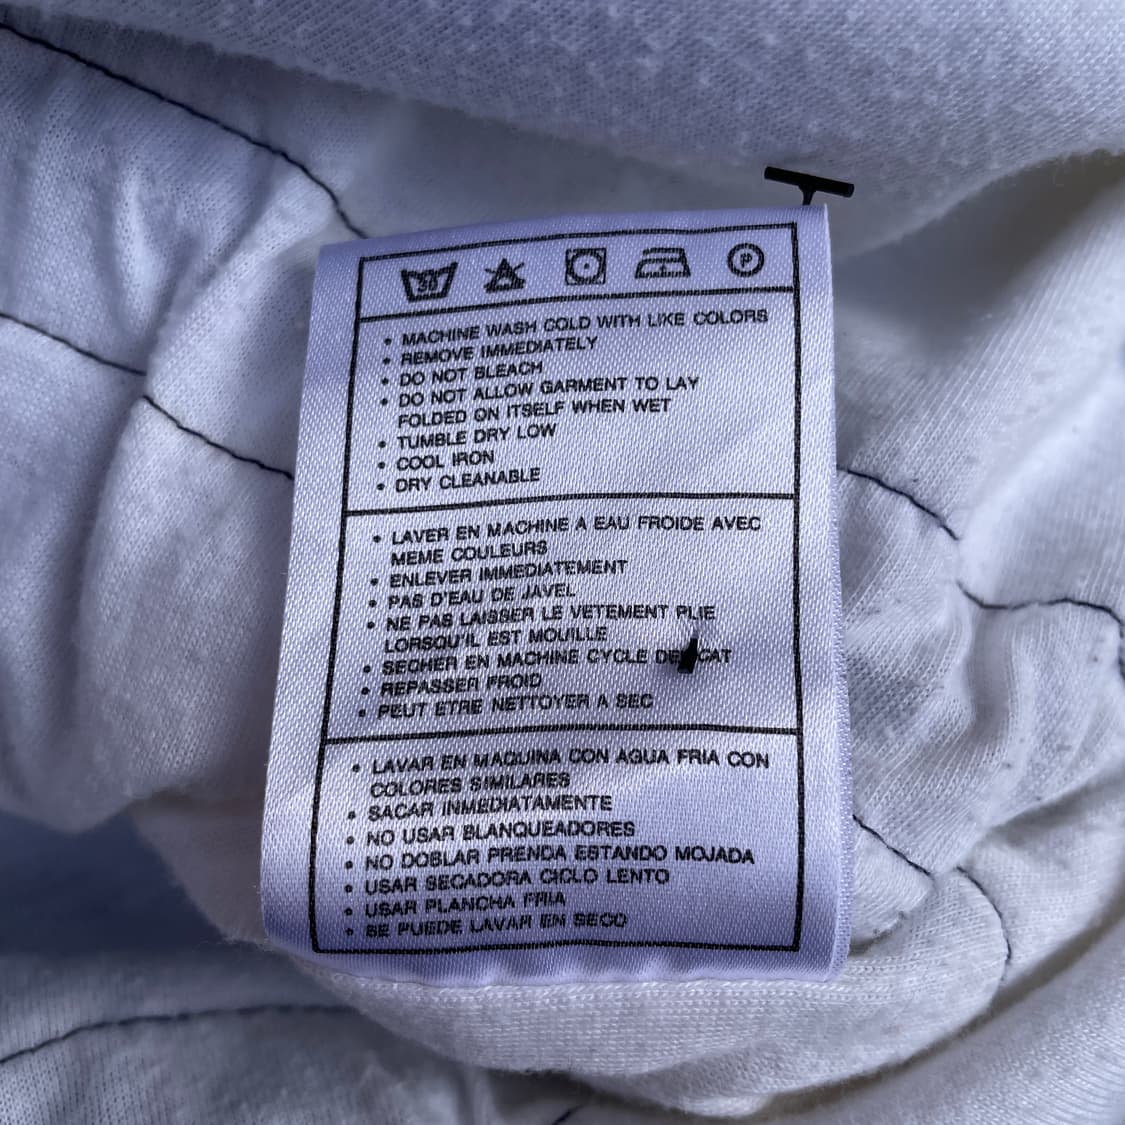 30
P
• MACHINE WASH COLD WITH LIKE COLORS
• REMOVE IMMEDIATELY
• DO NOT BLEACH
• DO NOT ALLOW GARMENT TO LAY
FOLDED ON ITSELF WHEN WET
• TUMBLE DRY LOW
• COOL IRON
• DRY CLEANABLE
• LAVER EN MACHINE A EAU FROIDE AVEC
MEME COULEURS
• ENLEVER IMMEDIATEMENT
• PAS D'EAU DE JAVEL
• NE PAS LAISSER LE VETEMENT PLIE
LORSQU'IL EST MOUILLE
• SECHER EN MACHINE CYCLE
• REPASSER FROID
• PEUT ETRE NETTOYER A SEC
• LAVAR EN MAQUINA CON AGUA FRIA CON
COLORES SIMILARES
• SACAR INMEDIATAMENTE
• NO USAR BLANQUEADORES
• NO DOBLAR PRENDA ESTANDO MOJADA
• USAR SECADORA CICLO LENTO
• USAR PLANCHA FRIA
• SE PUEDE LAVAR EN SECO